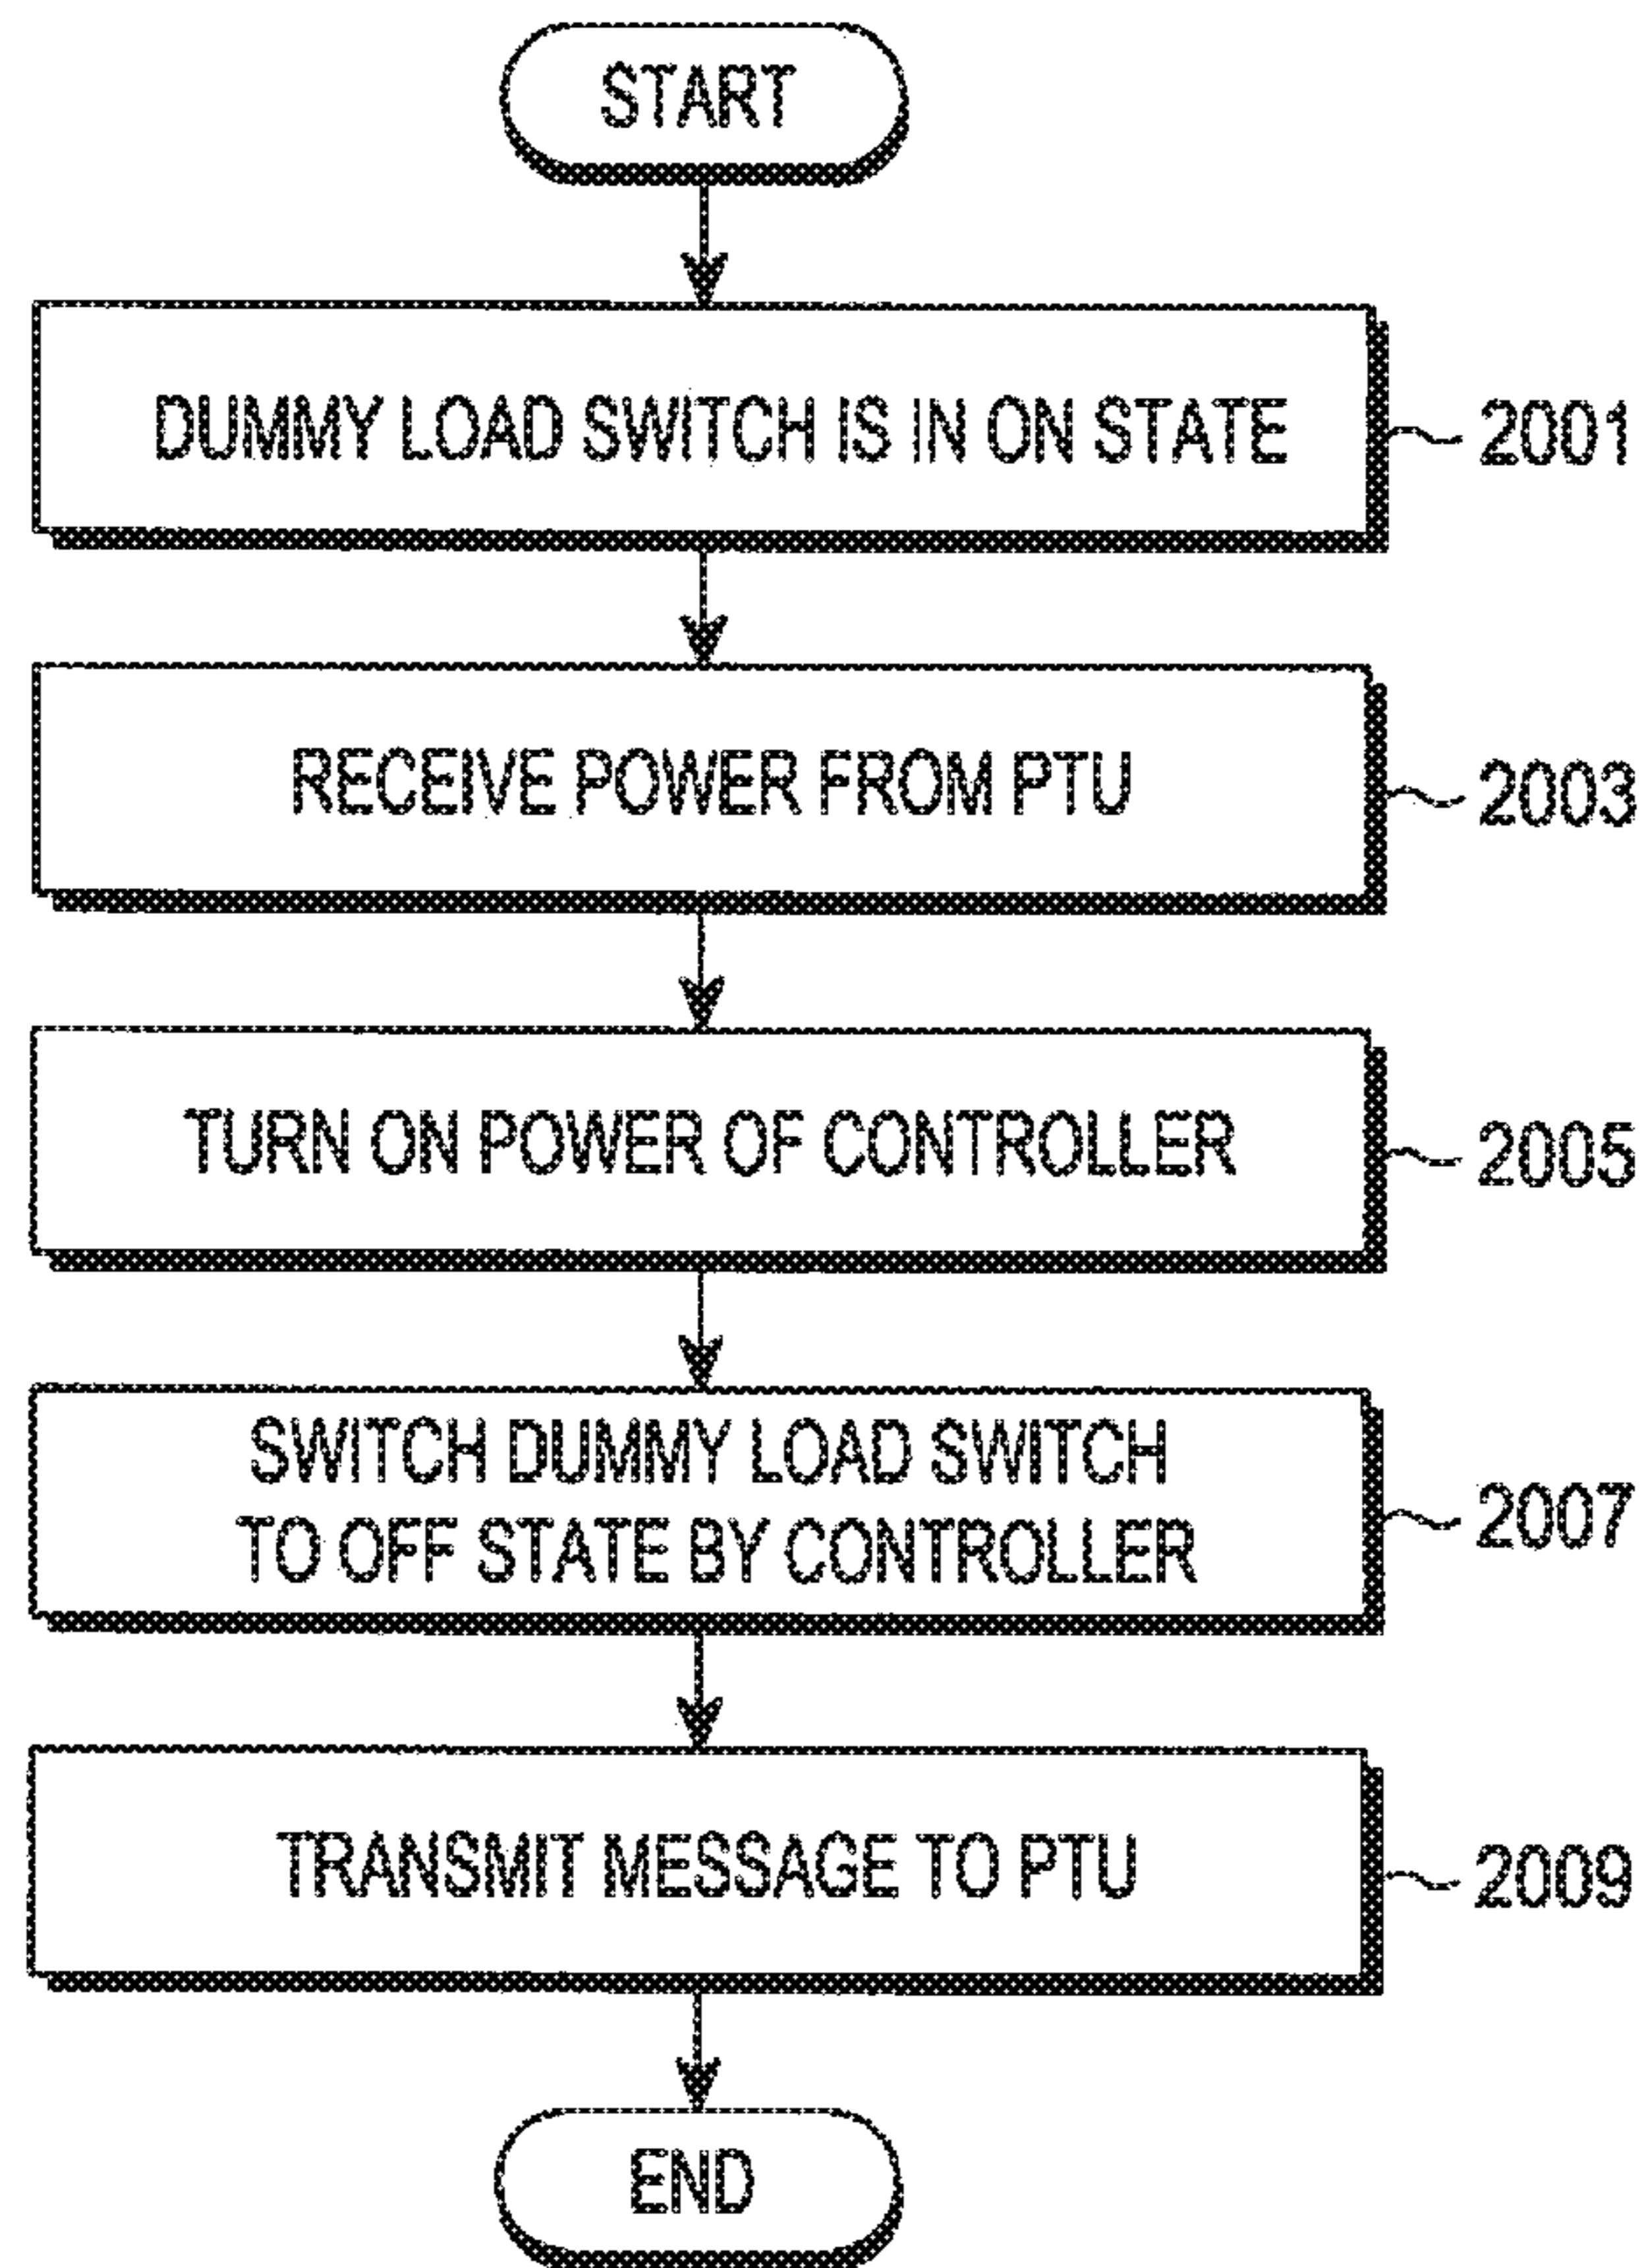 START
DUMMY LOAD SWITCH IS IN ON STATE
2001
RECEIVE POWER FROM PTU
2003
TURN ON POWER OF CONTROLLER
2005
SWITCH DUMMY LOAD SWITCH
TO OFF STATE BY CONTROLLER
2007
TRANSMIT MESSAGE TO PTU
2009
END